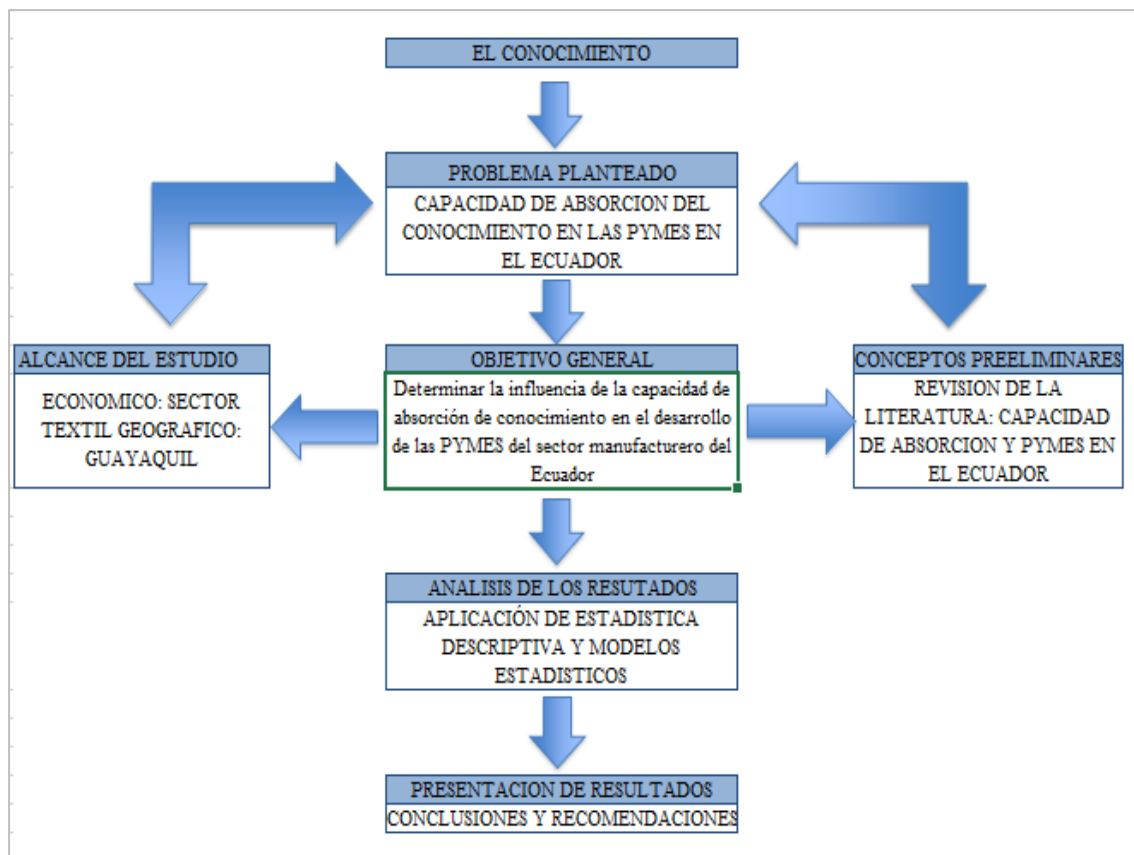 EL CONOCIMIENTO
PROBLEMA PLANTEADO
CAPACIDAD DE ABSORCION DEL
CONOCIMIENTO EN LAS PYMES EN
EL ECUADOR
ALCANCE DEL ESTUDIO
ECONOMICO: SECTOR
TEXTIL GEOGRAFICO:
GUAYAQUIL
OBJETIVO GENERAL
Determinar la influencia de la capacidad de
absorción de conocimiento en el desarrollo
de las PYMES del sector manufacturero del
Ecuador
CONCEPTOS PREELIMINARES
REVISION DE LA
LITERATURA: CAPACIDAD
DE ABSORCION Y PYMES EN
EL ECUADOR
ANALISIS DE LOS RESUTADOS
APLICACIÓN DE ESTADISTICA
DESCRIPTIVA Y MODELOS
ESTADISTICOS
PRESENTACION DE RESULTADOS
CONCLUSIONES Y RECOMENDACIONES